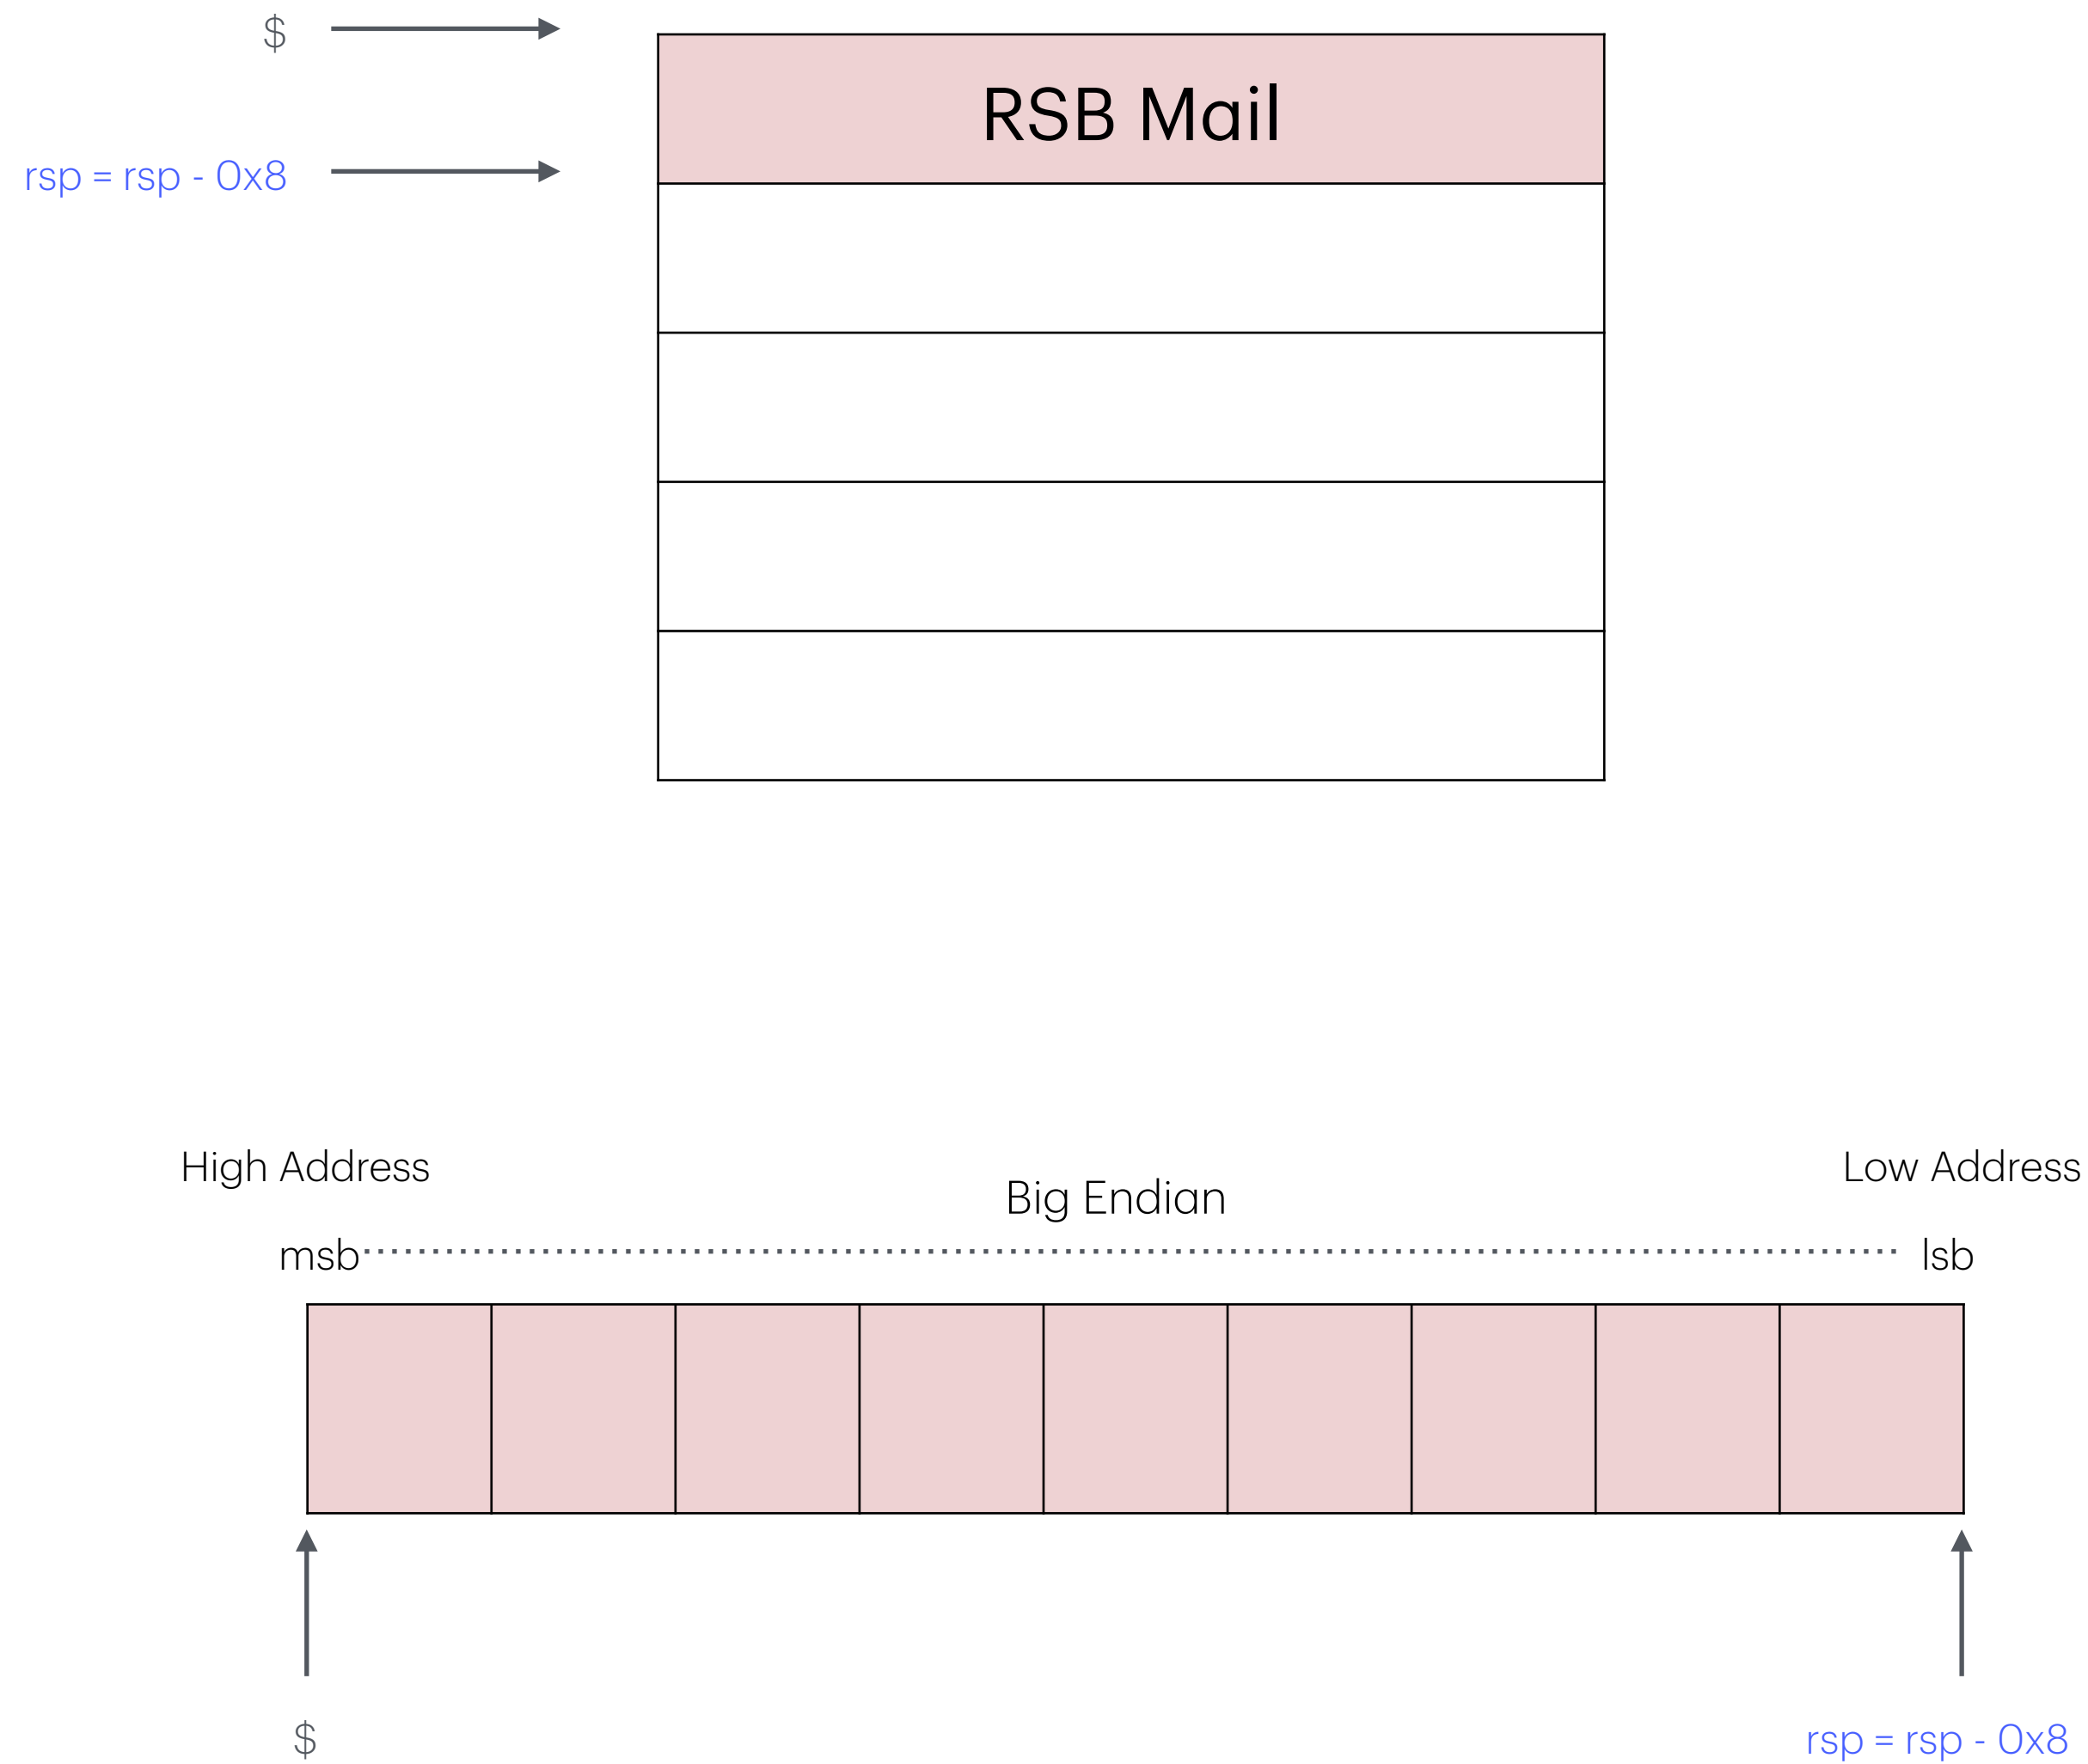 $
RSB Mail
rsp = rsp - 0x8
High Address
Low Address
Big Endian
msb
lsb
$
rsp = rsp - 0x8